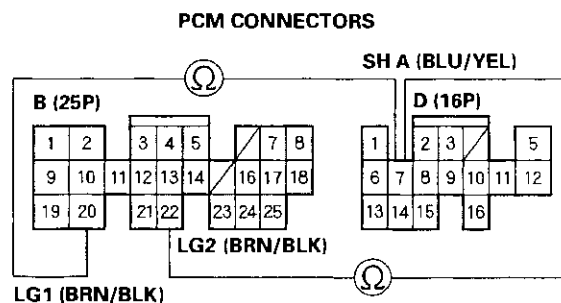 PCM CONNECTORS
SH A (BLU/YEL)
Ω
B (25P)
D (16P)
1 2 3 4 5 7 8
9 10 11 12 13 14 16 17 18
19 20 21 22 23 24 25
1 2 3 5
6 7 8 9 10 11 12
13 14 15 16
LG2 (BRN/BLK)
Ω
LG1 (BRN/BLK)